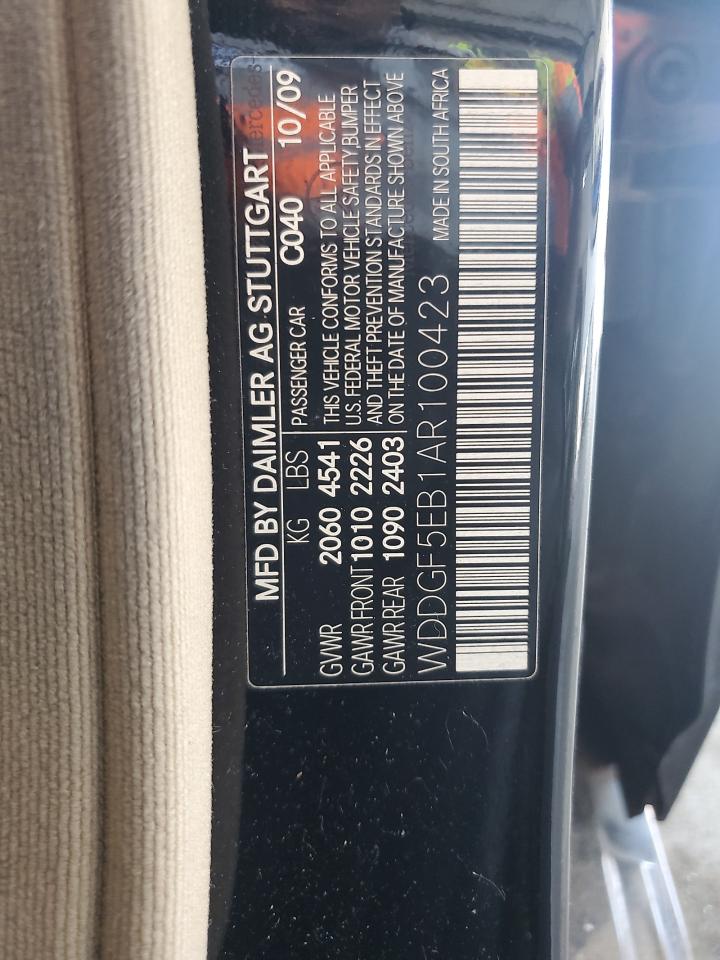 MFD BY DAIMLER AG STUTTGART
KG LBS PASSENGER CAR C040 10/09
GVWR 2060 4541 THIS VEHICLE CONFORMS TO ALL APPLICABLE
GAWR FRONT 1010 2226 U.S. FEDERAL MOTOR VEHICLE SAFETY,BUMPER
AND THEFT PREVENTION STANDARDS IN EFFECT
GAWR REAR 1090 2403 ON THE DATE OF MANUFACTURE SHOWN ABOVE
WDDGF5EB1AR100423 MADE IN SOUTH AFRICA